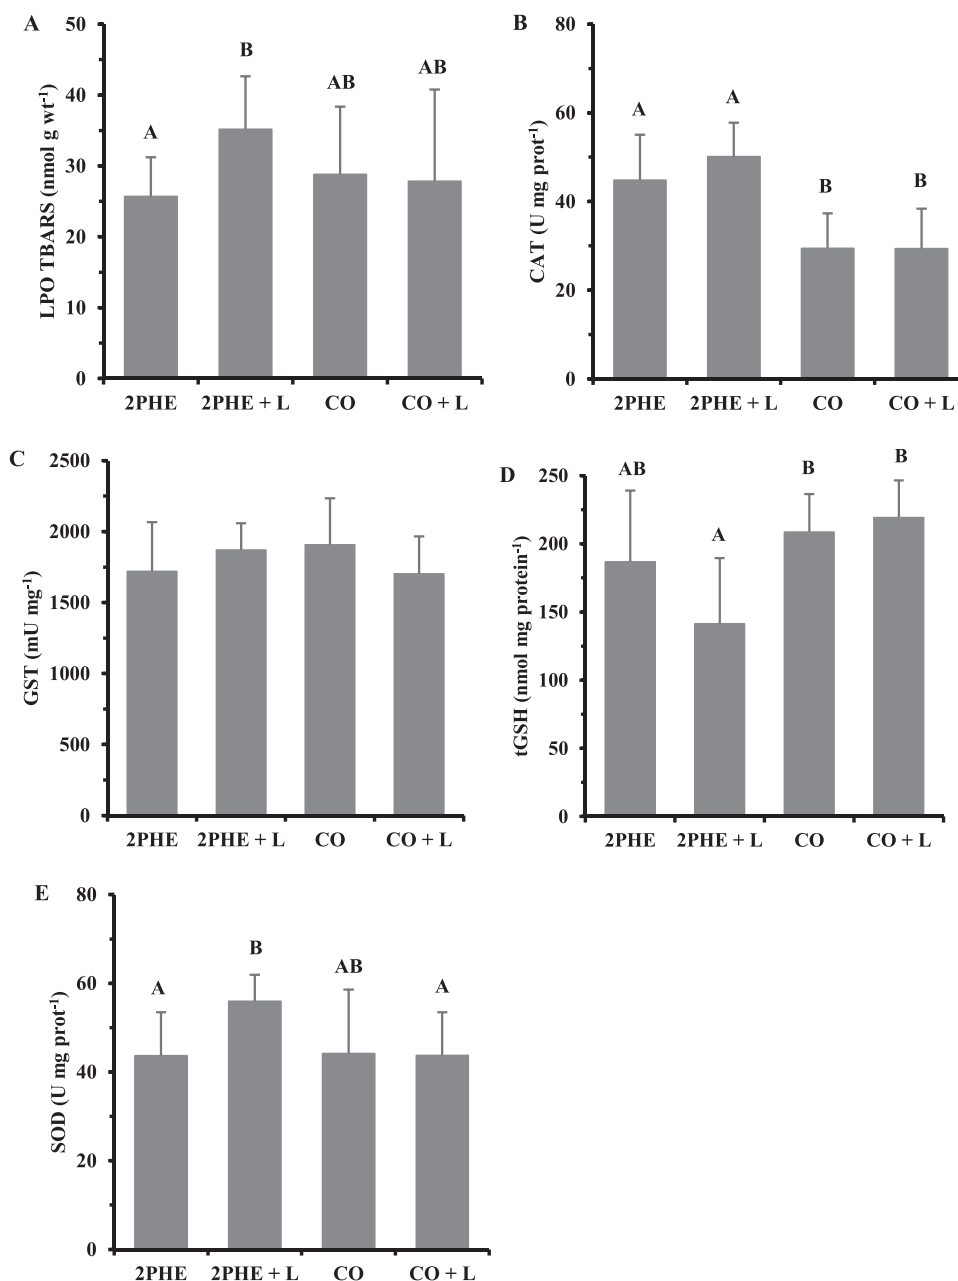 A
50
40
30
20
10
0
LPO TBARS (nmol g wt⁻¹)
A
B
AB
AB
2PHE 2PHE + L CO CO + L
B
80
60
40
20
0
CAT (U mg prot⁻¹)
A
A
B
B
2PHE 2PHE + L CO CO + L
C
2500
2000
1500
1000
500
0
GST (mU mg⁻¹)
2PHE 2PHE + L CO CO + L
D
250
200
150
100
50
0
tGSH (nmol mg protein⁻¹)
AB
A
B
B
2PHE 2PHE + L CO CO + L
E
80
60
40
20
0
SOD (U mg prot⁻¹)
A
B
AB
A
2PHE 2PHE + L CO CO + L